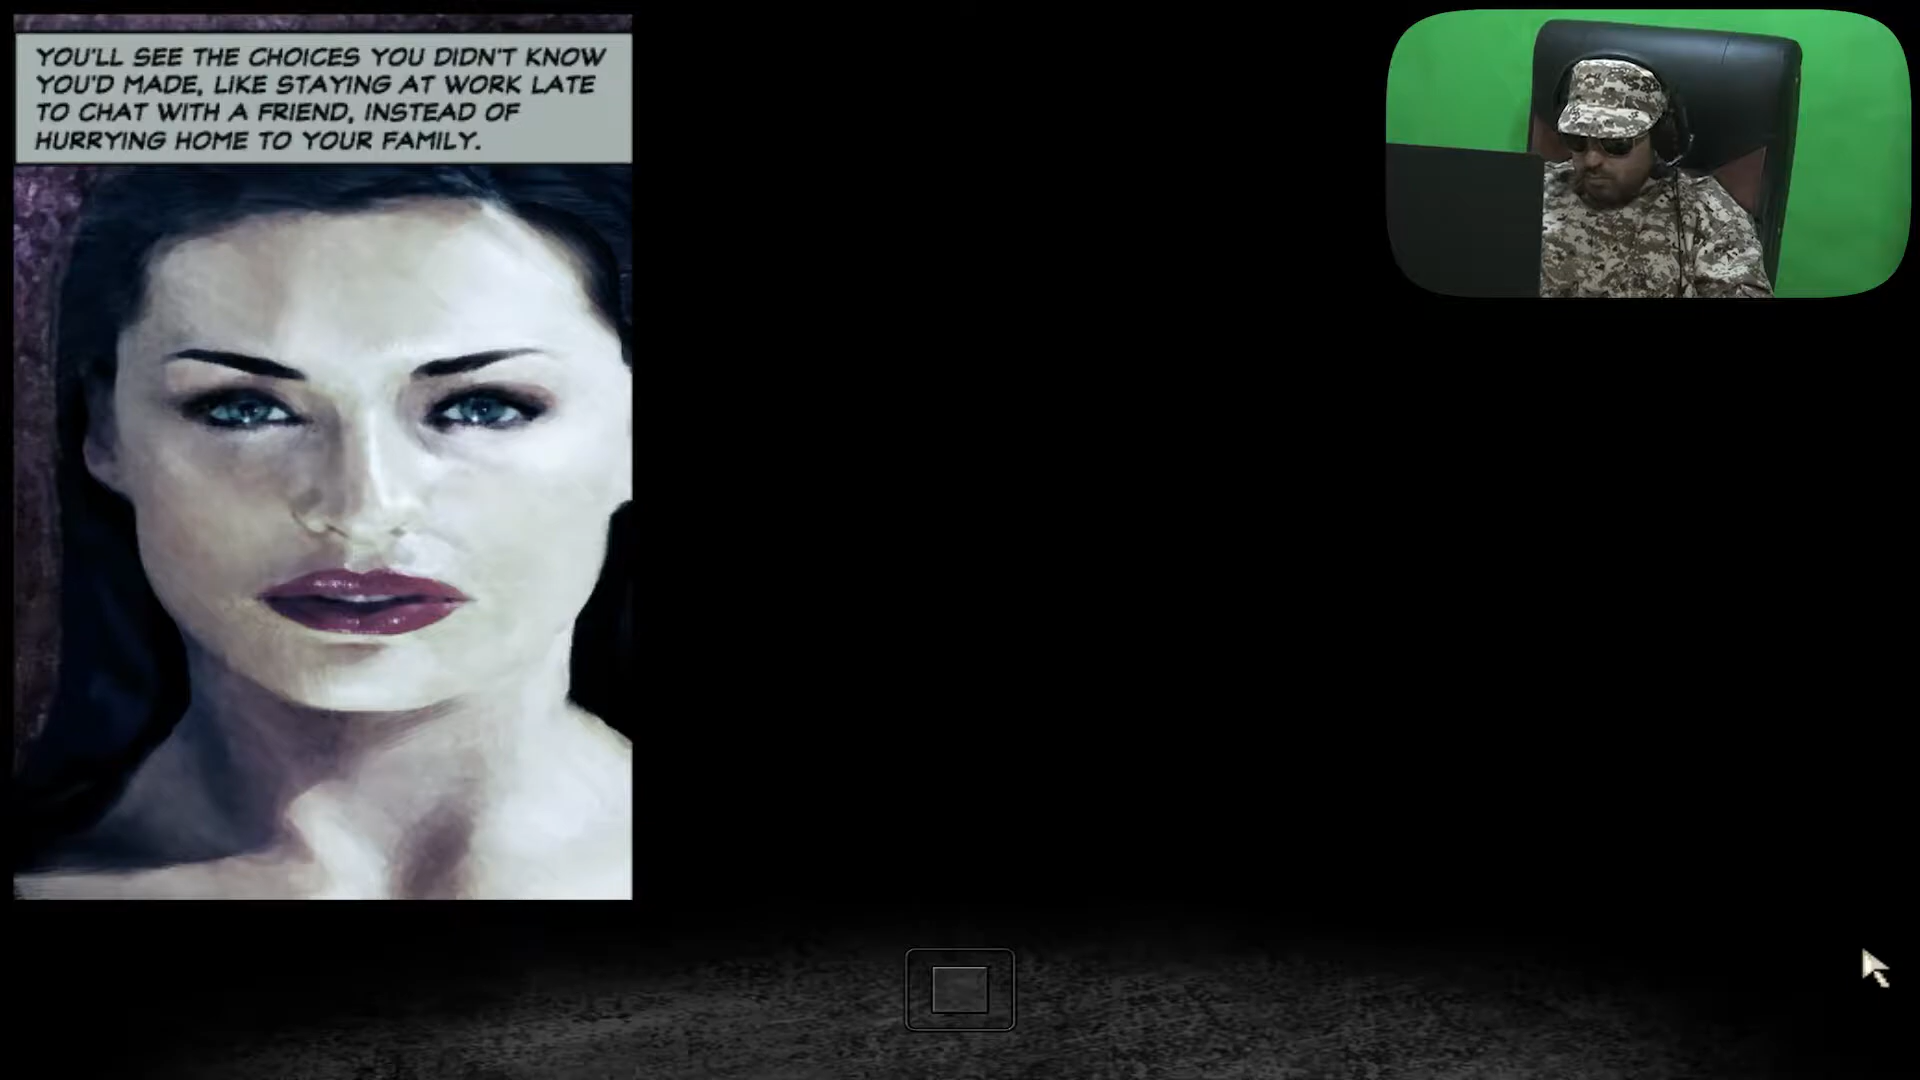 YOU'LL SEE THE CHOICES YOU DIDN'T KNOW
YOU'D MADE, LIKE STAYING AT WORK LATE
TO CHAT WITH A FRIEND, INSTEAD OF
HURRYING HOME TO YOUR FAMILY.